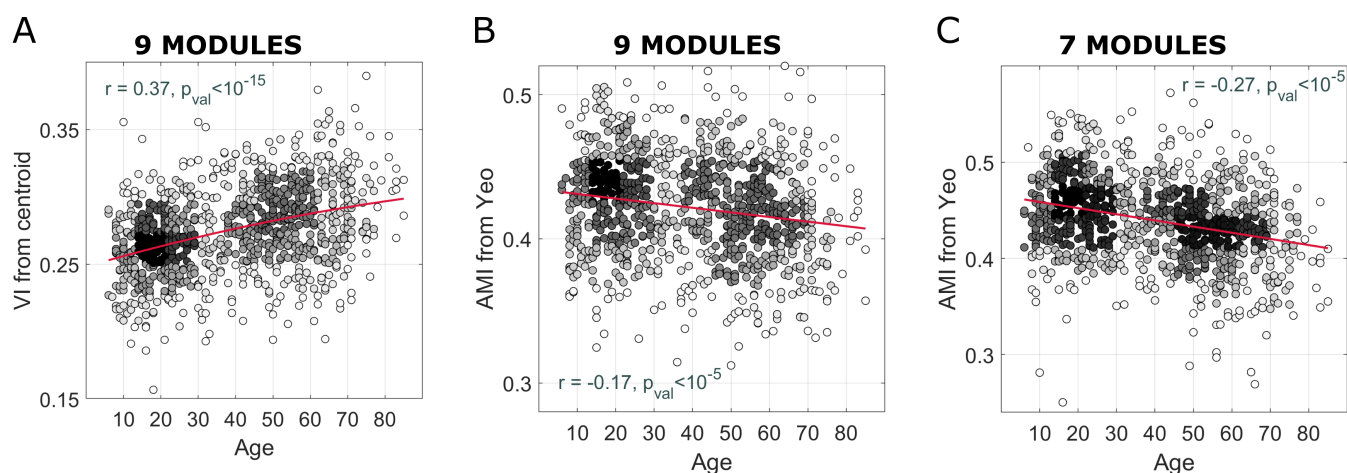 A
9 MODULES
r = 0.37, p_val<10^-15
VI from centroid
0.35
0.25
0.15
10 20 30 40 50 60 70 80
Age
B
9 MODULES
AMI from Yeo
0.5
0.4
0.3
r = -0.17, p_val<10^-5
10 20 30 40 50 60 70 80
Age
C
7 MODULES
r = -0.27, p_val<10^-5
AMI from Yeo
0.5
0.4
0.3
10 20 30 40 50 60 70 80
Age